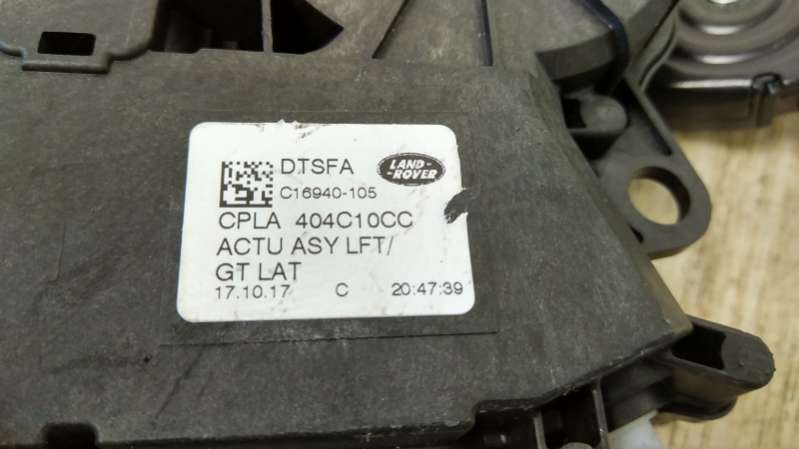 DTSFA
LAND-
-ROVER
C16940-105
CPLA 404C10CC
ACTU ASY LFT/
GT LAT
17.10.17 C 20:47:39